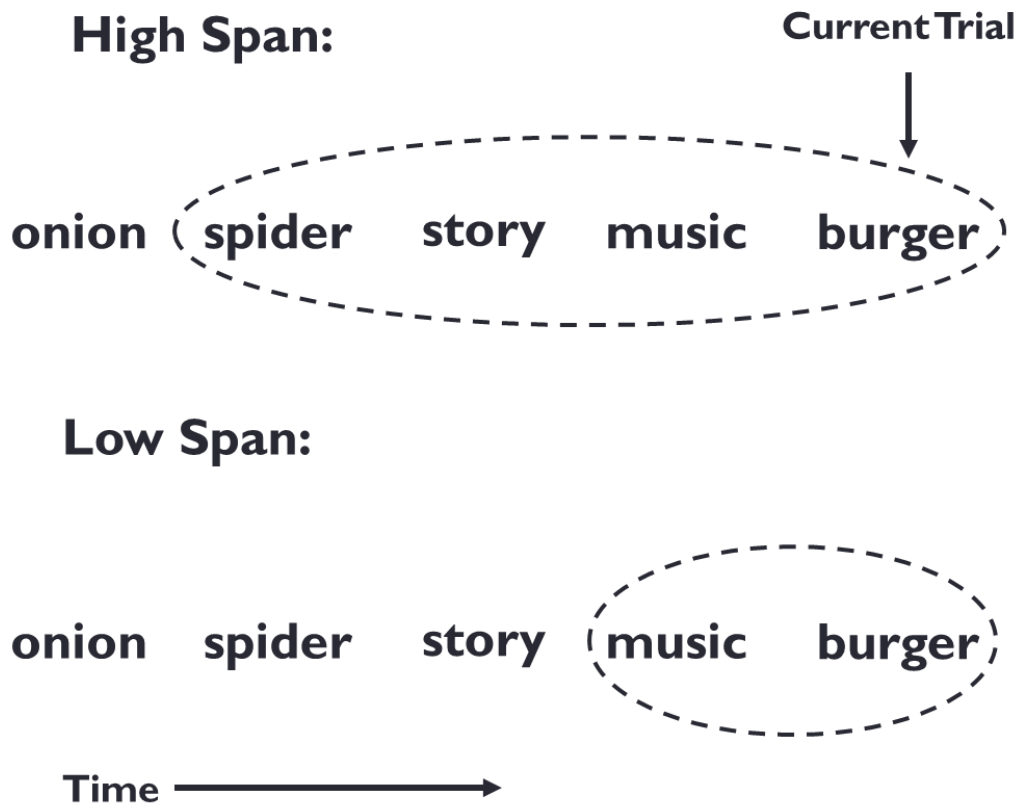 High Span:
Current Trial
onion spider story music burger
Low Span:
onion spider story music burger
Time